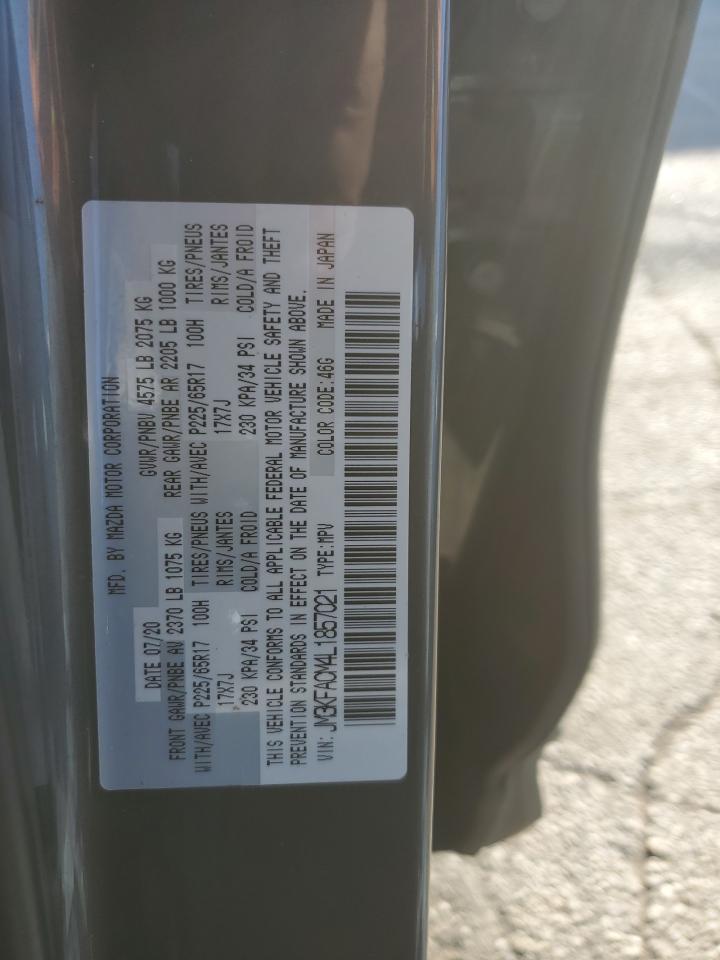 MFD. BY MAZDA MOTOR CORPORATION
DATE 07/20 GVWR/PNBV 4575 LB 2075 KG
FRONT GAWR/PNBE AV 2370 LB 1075 KG REAR GAWR/PNBE AR 2205 LB 1000 KG
WITH/AVEC P225/65R17 100H TIRES/PNEUS WITH/AVEC P225/65R17 100H TIRES/PNEUS
17X7J RIMS/JANTES 17X7J RIMS/JANTES
230 KPA/34 PSI COLD/A FROID 230 KPA/34 PSI COLD/A FROID
THIS VEHICLE CONFORMS TO ALL APPLICABLE FEDERAL MOTOR VEHICLE SAFETY AND THEFT
PREVENTION STANDARDS IN EFFECT ON THE DATE OF MANUFACTURE SHOWN ABOVE.
VIN: JM3KFACM4L1857021 TYPE:MPV COLOR CODE:46G MADE IN JAPAN